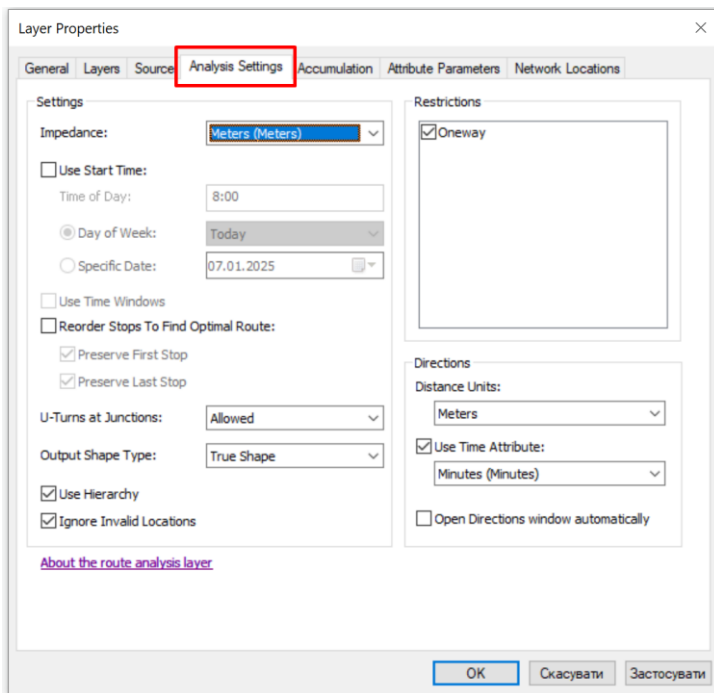 Layer Properties
General Layers Source Analysis Settings Accumulation Attribute Parameters Network Locations
Settings
Impedance: Meters (Meters)
Use Start Time:
Time of Day: 8:00
Day of Week: Today
Specific Date: 07.01.2025
Use Time Windows
Reorder Stops To Find Optimal Route:
Preserve First Stop
Preserve Last Stop
U-Turns at Junctions: Allowed
Output Shape Type: True Shape
Use Hierarchy
Ignore Invalid Locations
About the route analysis layer
Restrictions
Oneway
Directions
Distance Units:
Meters
Use Time Attribute:
Minutes (Minutes)
Open Directions window automatically
OK Скасувати Застосувати